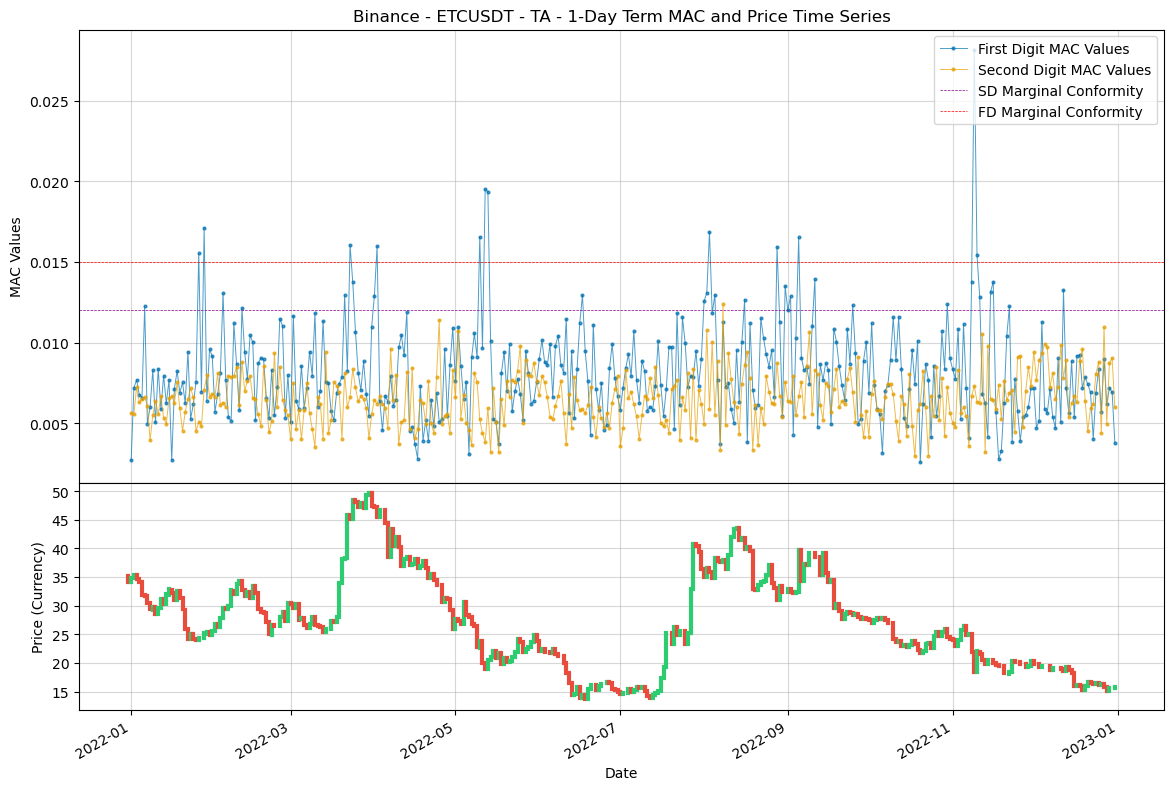 Binance - ETCUSDT - TA - 1-Day Term MAC and Price Time Series
First Digit MAC Values
Second Digit MAC Values
SD Marginal Conformity
FD Marginal Conformity
MAC Values
0.025
0.020
0.015
0.010
0.005
Price (Currency)
50
45
40
35
30
25
20
15
2022-01
2022-03
2022-05
2022-07
2022-09
2022-11
2023-01
Date